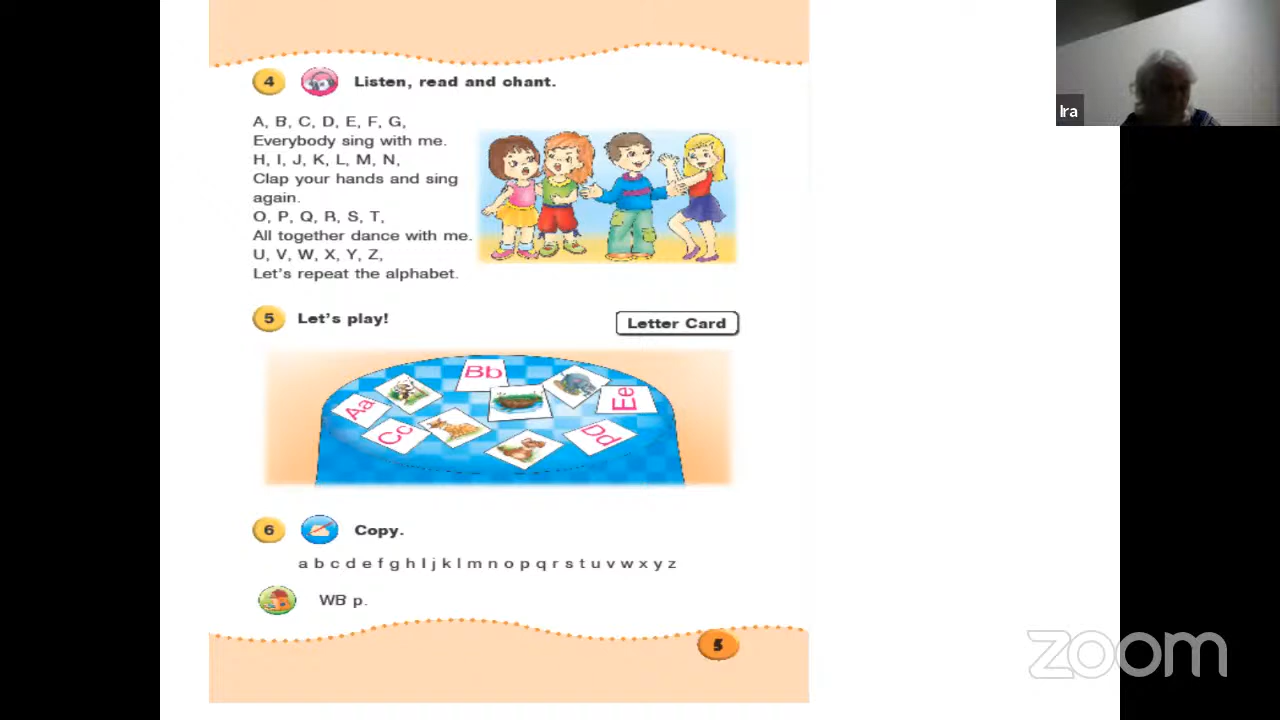 4 Listen, read and chant.
A, B, C, D, E, F, G,
Everybody sing with me.
H, I, J, K, L, M, N,
Clap your hands and sing
again.
O, P, Q, R, S, T,
All together dance with me.
U, V, W, X, Y, Z,
Let's repeat the alphabet.
5 Let's play!
Letter Card
Bb
Aa
Ee
Cc
Dd
6 Copy.
a b c d e f g h I j k l m n o p q r s t u v w x y z
WB p.
5
Ira
zoom